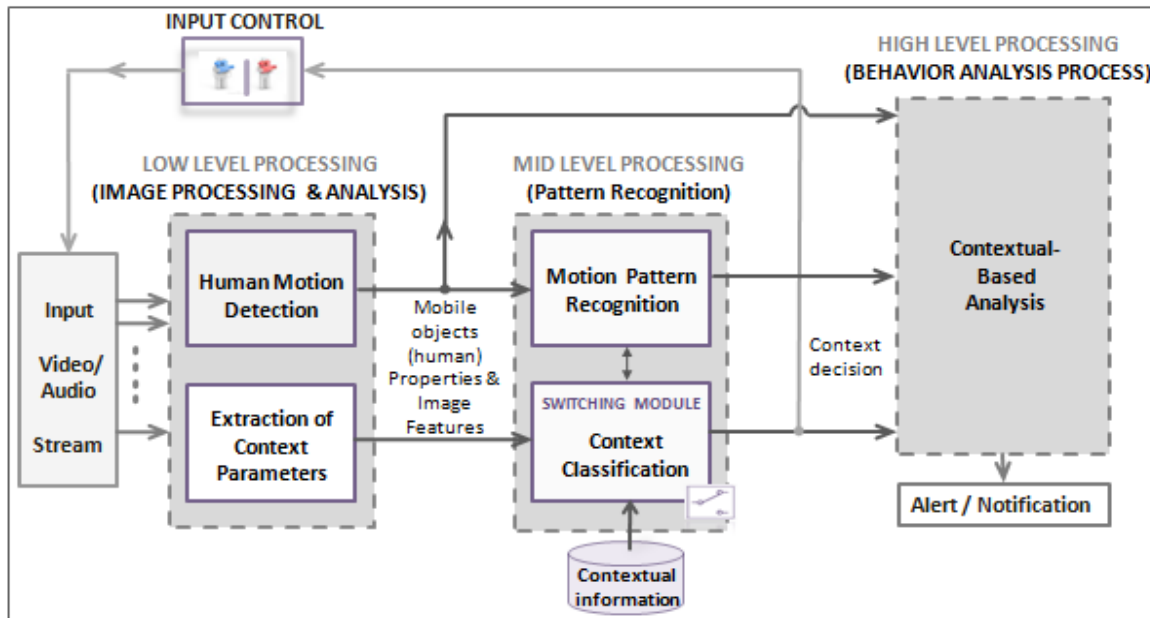 INPUT CONTROL
HIGH LEVEL PROCESSING
(BEHAVIOR ANALYSIS PROCESS)
LOW LEVEL PROCESSING
(IMAGE PROCESSING & ANALYSIS)
MID LEVEL PROCESSING
(Pattern Recognition)
Input
Video/
Audio
Stream
Human Motion
Detection
Extraction of
Context
Parameters
Mobile
objects
(human)
Properties &
Image
Features
Motion Pattern
Recognition
SWITCHING MODULE
Context
Classification
Contextual
information
Context
decision
Contextual-
Based
Analysis
Alert / Notification